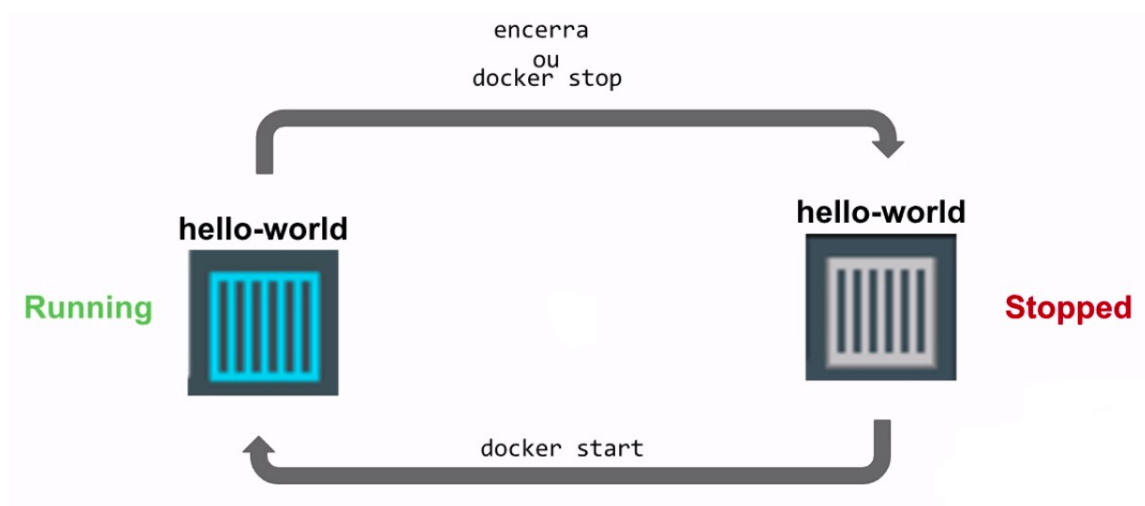 encerra
ou
docker stop
hello-world
hello-world
Running
Stopped
docker start